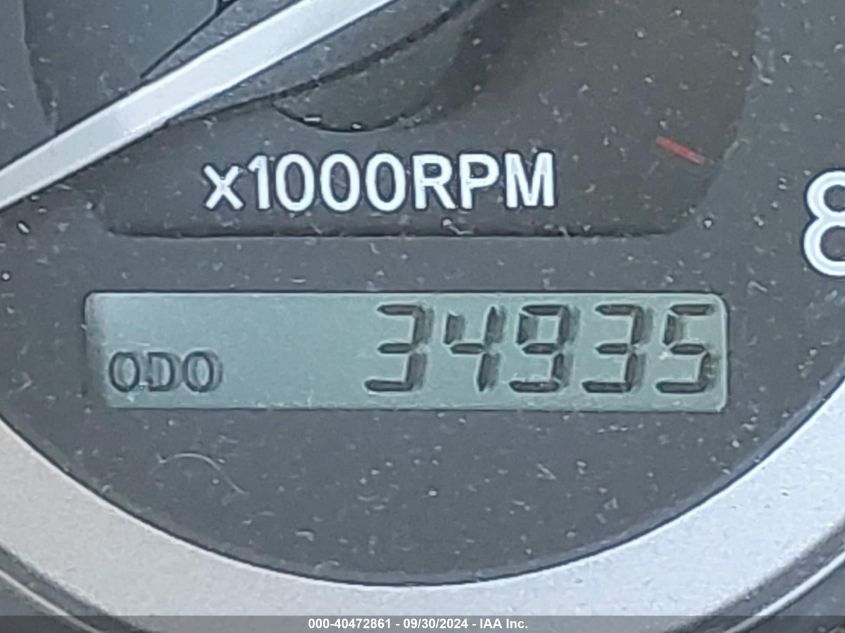 x1000RPM
8
ODO 34935
000-40472861 - 09/30/2024 - IAA Inc.